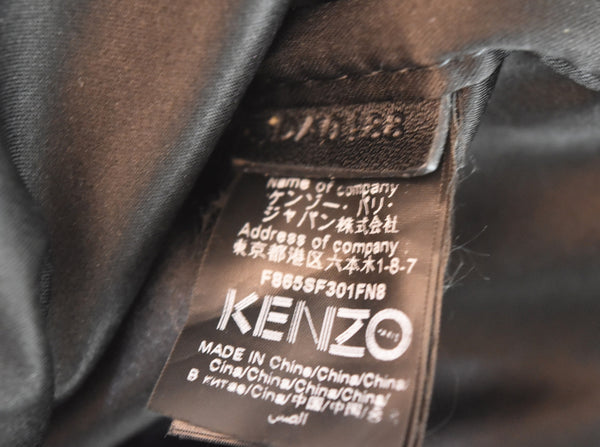 Name of company
ケンゾー・パリ・
ジャパン株式会社
Address of company
東京都港区六本木1-8-7
F865SF301FN8
KENZO
MADE IN China/China/China
Cina/China/China/China/
В китае/Cina/中国/中国/
الصين